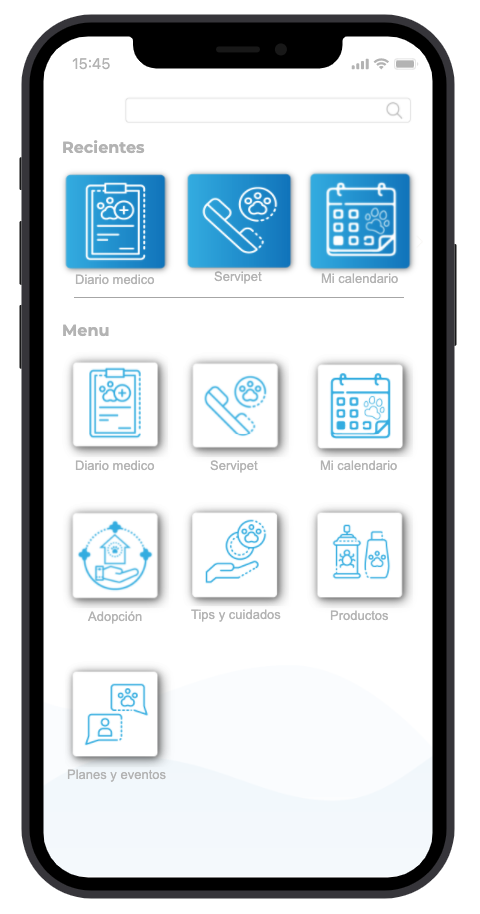 15:45
Recientes
Diario medico
Servipet
Mi calendario
Menu
Diario medico
Servipet
Mi calendario
Adopción
Tips y cuidados
Productos
Planes y eventos